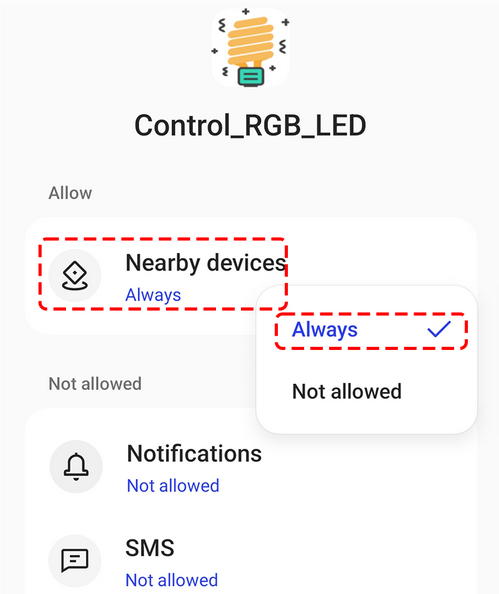 Control_RGB_LED
Allow
Nearby devices
Always
Always
Not allowed
Not allowed
Notifications
Not allowed
SMS
Not allowed